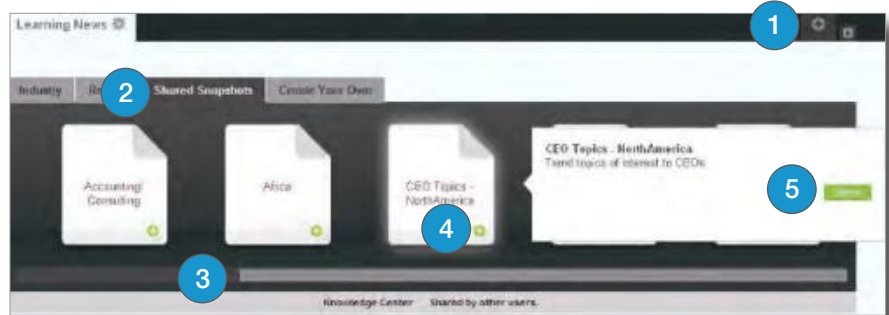 Learning News
1
Industry
2
Shared Snapshots
Create Your Own
CEO Topics - NorthAmerica
Trend topics of interest to CEOs
Accounting/
Consulting
Africa
CEO Topics -
NorthAmerica
5
4
3
Knowledge Center Shared by other users.